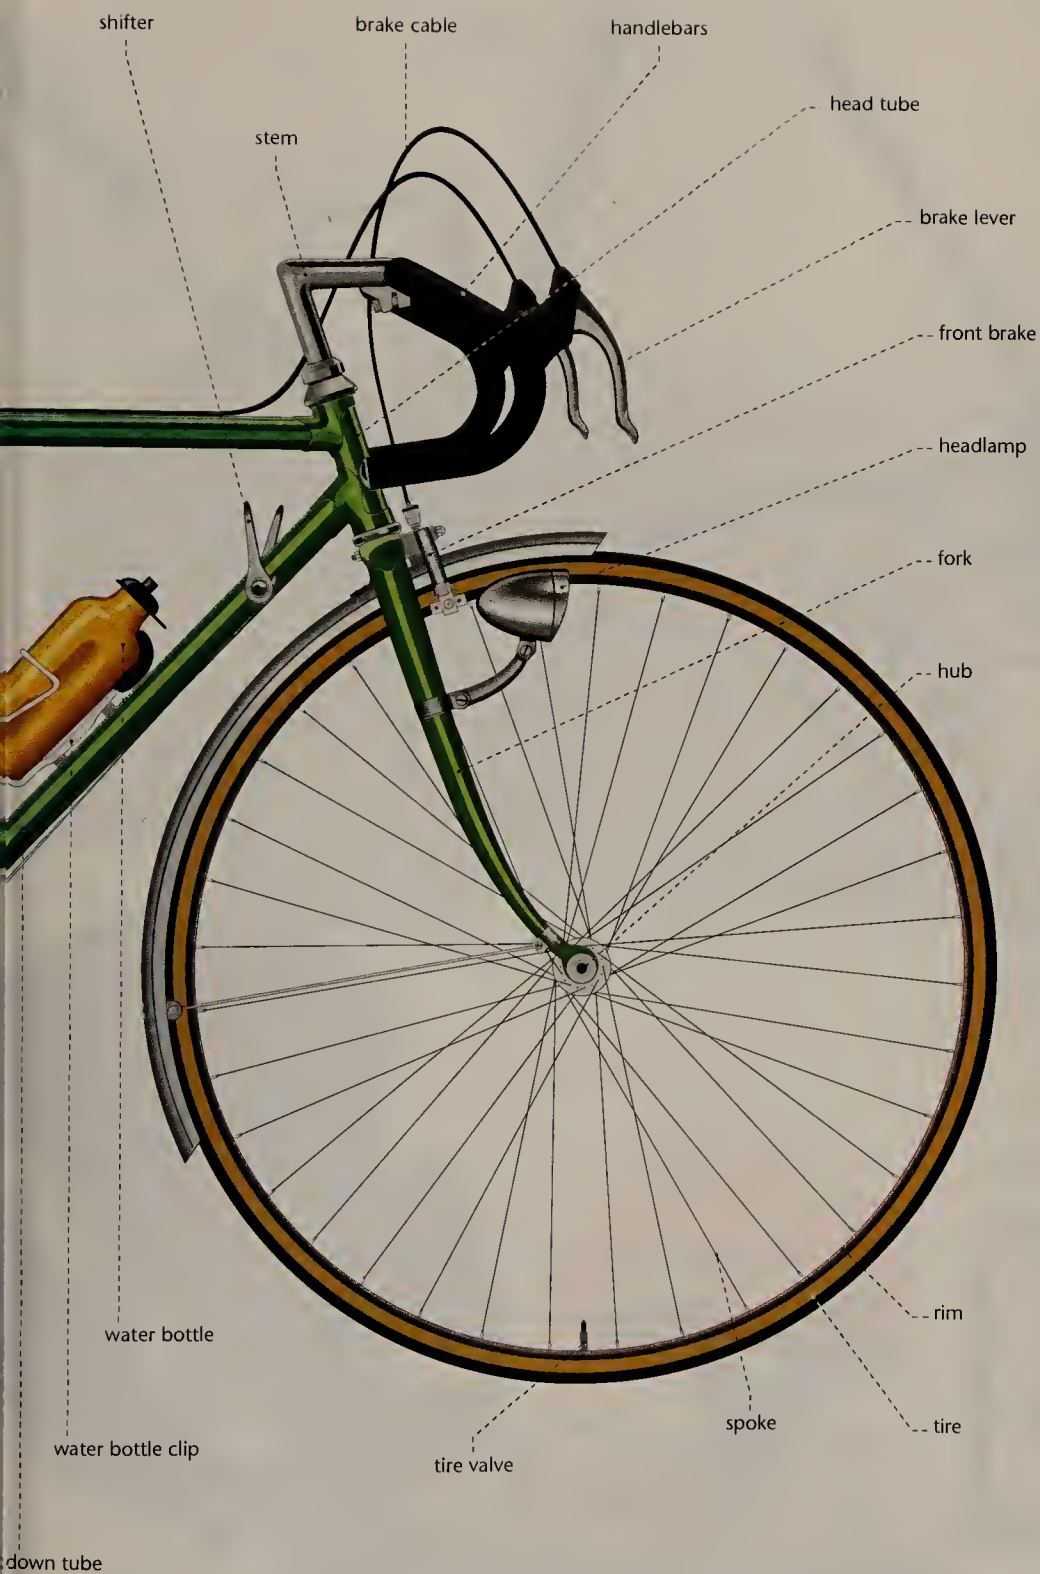 shifter
brake cable
handlebars
head tube
stem
brake lever
front brake
headlamp
fork
hub
rim
water bottle
spoke
tire
water bottle clip
tire valve
down tube